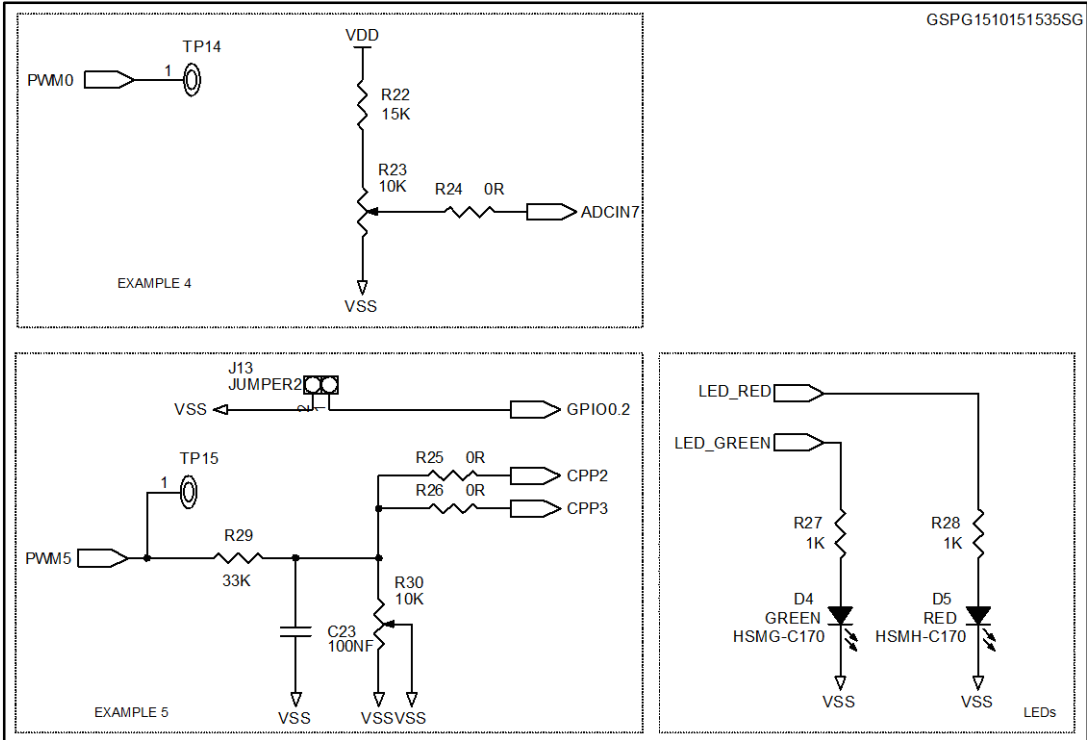 GSPG1510151535SG
VDD
TP14
PWM0
1
R22
15K
R23
10K
R24 0R
ADCIN7
VSS
EXAMPLE 4
J13
JUMPER2
2
1
VSS
GPIO0.2
TP15
1
R25 0R
CPP2
R26 0R
CPP3
R29
PWM5
33K
R30
10K
C23
100NF
VSS
VSS
VSS
EXAMPLE 5
LED_RED
LED_GREEN
R27
1K
R28
1K
D4
GREEN
HSMG-C170
D5
RED
HSMH-C170
VSS
VSS
LEDs